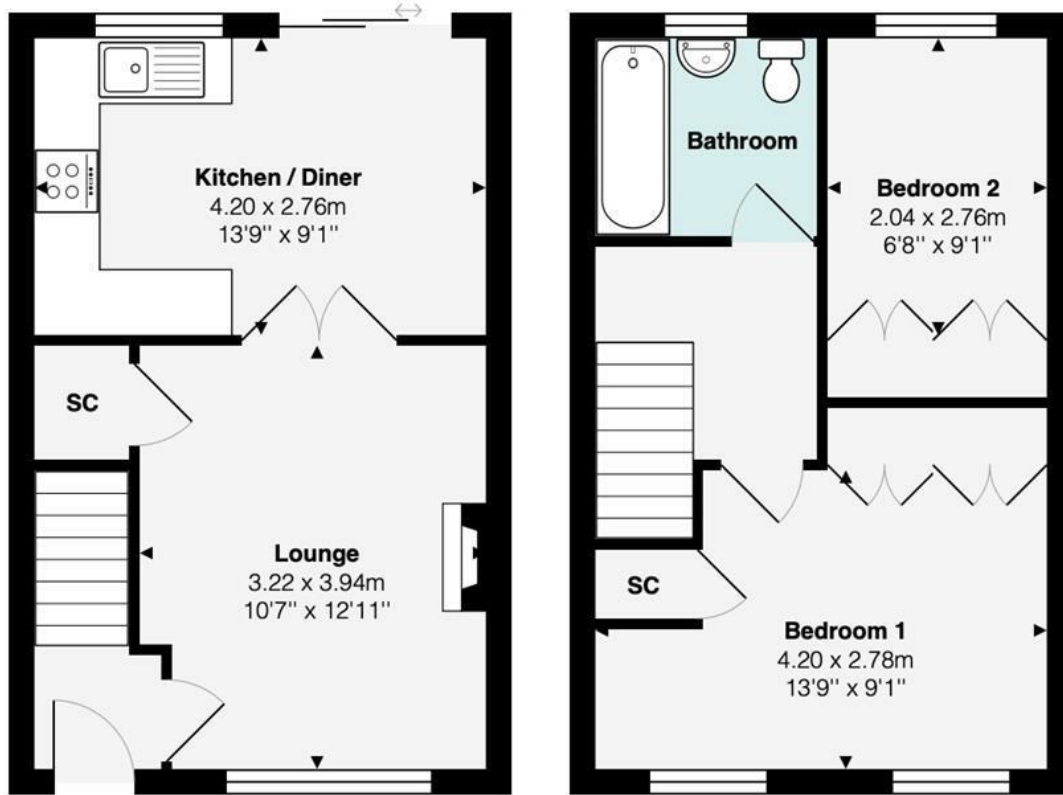 Kitchen / Diner
4.20 x 2.76m
13'9" x 9'1"
SC
Lounge
3.22 x 3.94m
10'7" x 12'11"
Bathroom
Bedroom 2
2.04 x 2.76m
6'8" x 9'1"
SC
Bedroom 1
4.20 x 2.78m
13'9" x 9'1"